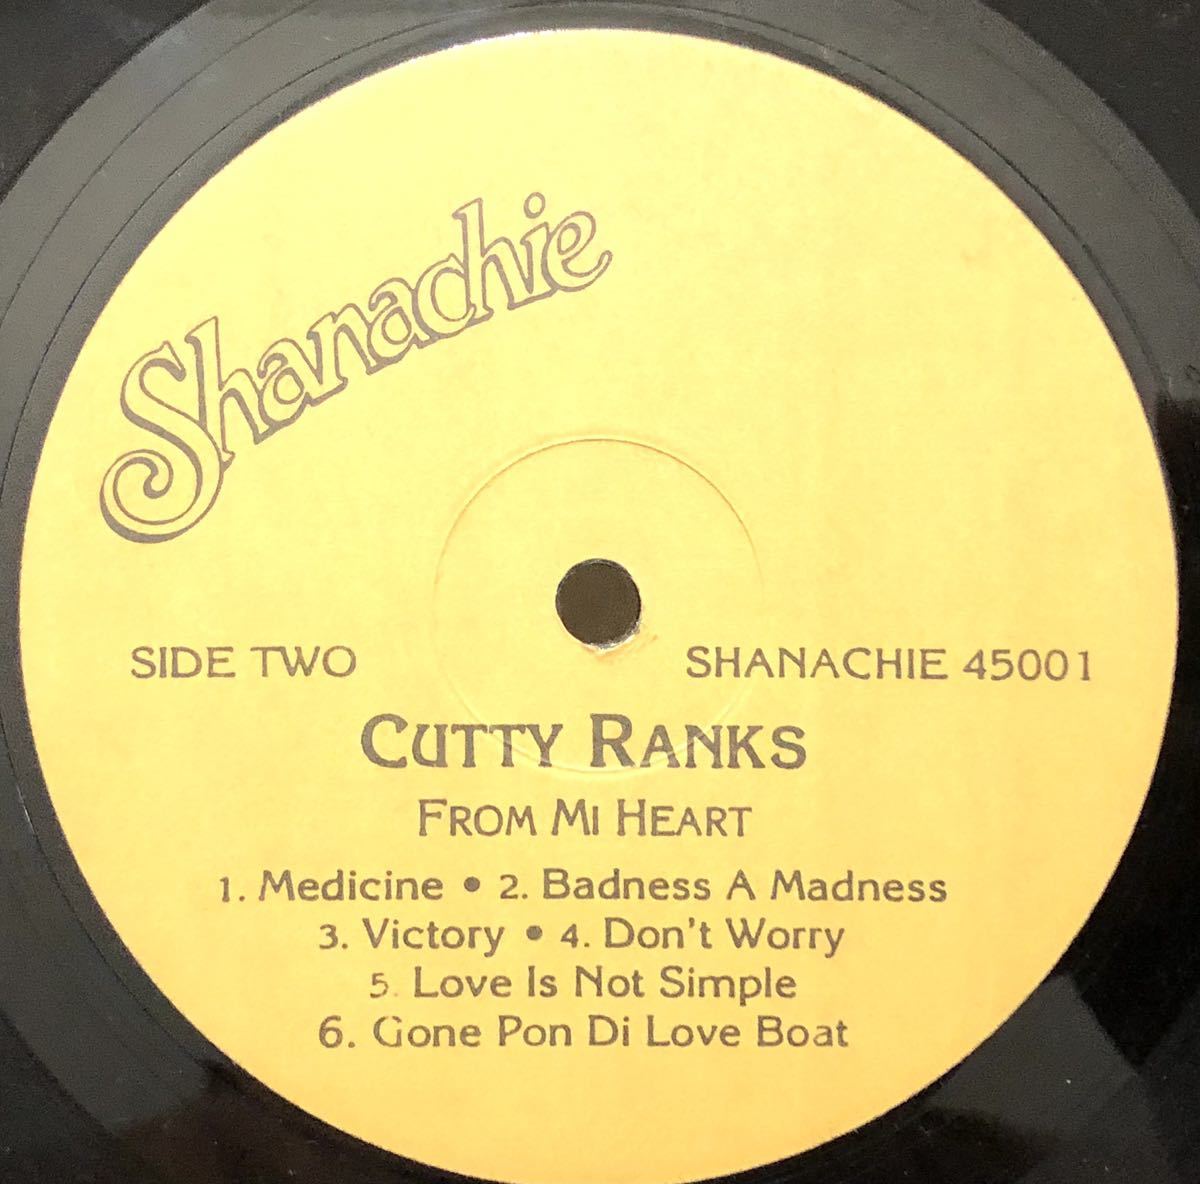 Shanachie
SIDE TWO
SHANACHIE 45001
CUTTY RANKS
FROM MI HEART
1. Medicine • 2. Badness A Madness
3. Victory • 4. Don't Worry
5. Love Is Not Simple
6. Gone Pon Di Love Boat